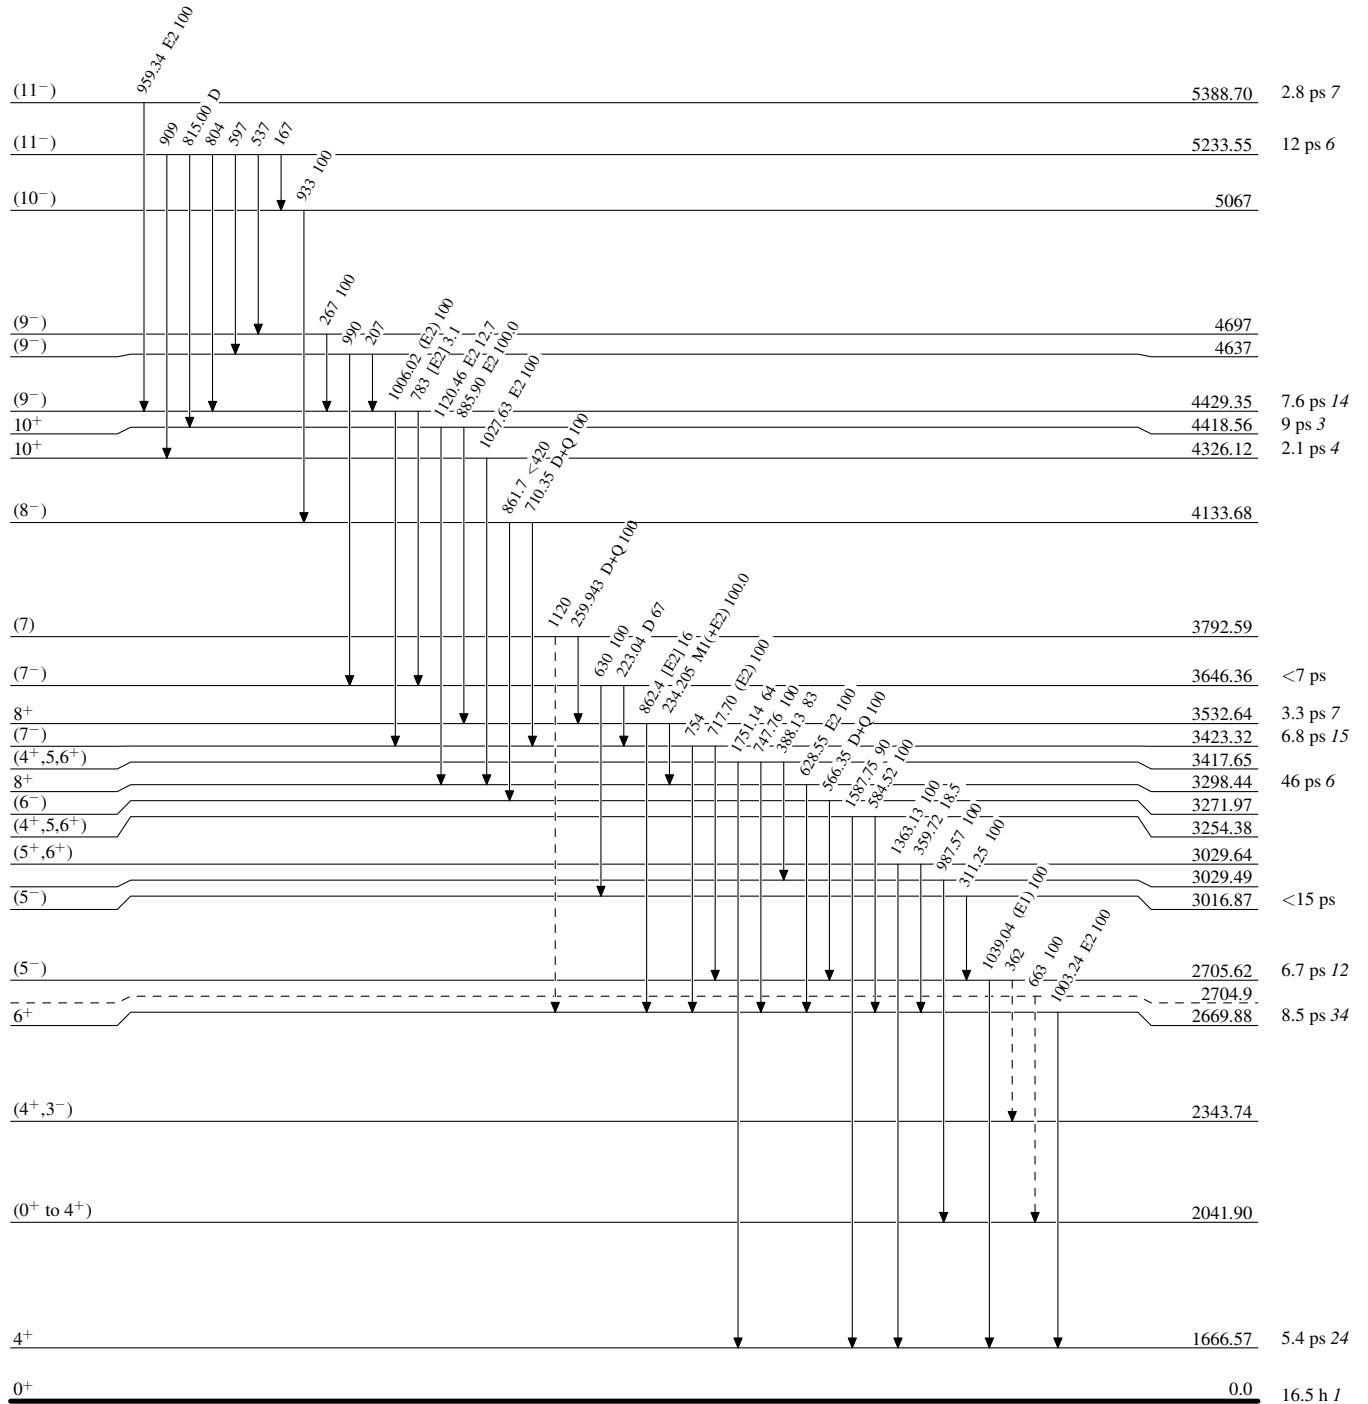 959.34 E2 100
(11−) 5388.70 2.8 ps 7
909
815.00 D
804
597
537
167
(11−) 5233.55 12 ps 6
933 100
(10−) 5067
267 100
(9−) 4697
990
207
(9−) 4637
1006.02 (E2) 100
783 [E2] 3.1
(9−) 4429.35 7.6 ps 14
1120.46 E2 12.7
885.90 E2 100.0
10+ 4418.56 9 ps 3
1027.63 E2 100
10+ 4326.12 2.1 ps 4
861.7 <420
710.35 D+Q 100
(8−) 4133.68
1120
259.943 D+Q 100
(7) 3792.59
630 100
223.04 D 67
(7−) 3646.36 <7 ps
862.4 [E2] 16
234.205 M1(+E2) 100.0
8+ 3532.64 3.3 ps 7
754
717.70 (E2) 100
(7−) 3423.32 6.8 ps 15
1751.14 64
747.76 100
388.13 83
(4+,5,6+) 3417.65
628.55 E2 100
8+ 3298.44 46 ps 6
566.35 D+Q 100
(6−) 3271.97
1587.75 90
584.52 100
(4+,5,6+) 3254.38
1363.13 100
359.72 18.5
(5+,6+) 3029.64
987.57 100
3029.49
311.25 100
(5−) 3016.87 <15 ps
1039.04 (E1) 100
362
(5−) 2705.62 6.7 ps 12
663 100
2704.9
1003.24 E2 100
6+ 2669.88 8.5 ps 34
(4+,3−) 2343.74
(0+ to 4+) 2041.90
4+ 1666.57 5.4 ps 24
0+ 0.0 16.5 h 1